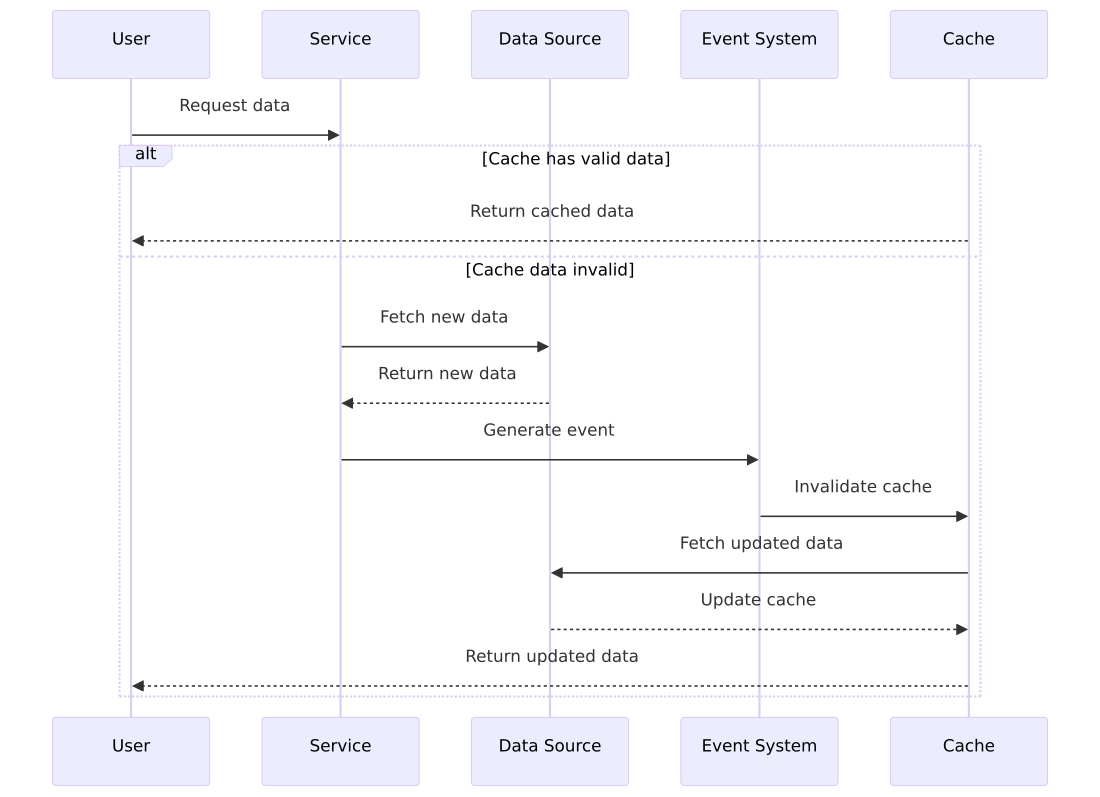 User
Service
Data Source
Event System
Cache
Request data
alt
[Cache has valid data]
Return cached data
[Cache data invalid]
Fetch new data
Return new data
Generate event
Invalidate cache
Fetch updated data
Update cache
Return updated data
User
Service
Data Source
Event System
Cache